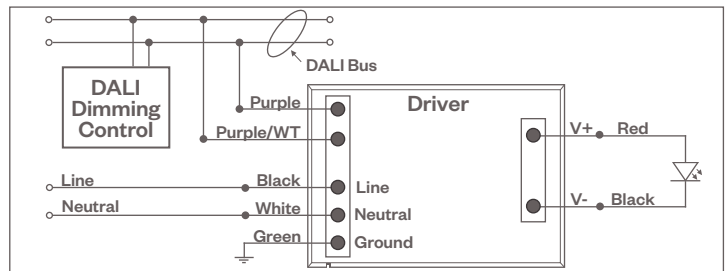 DALI Bus
DALI
Dimming
Control
Driver
Purple
Purple/WT
Line
Black
Line
Neutral
White
Neutral
Green
Ground
V+
Red
V-
Black